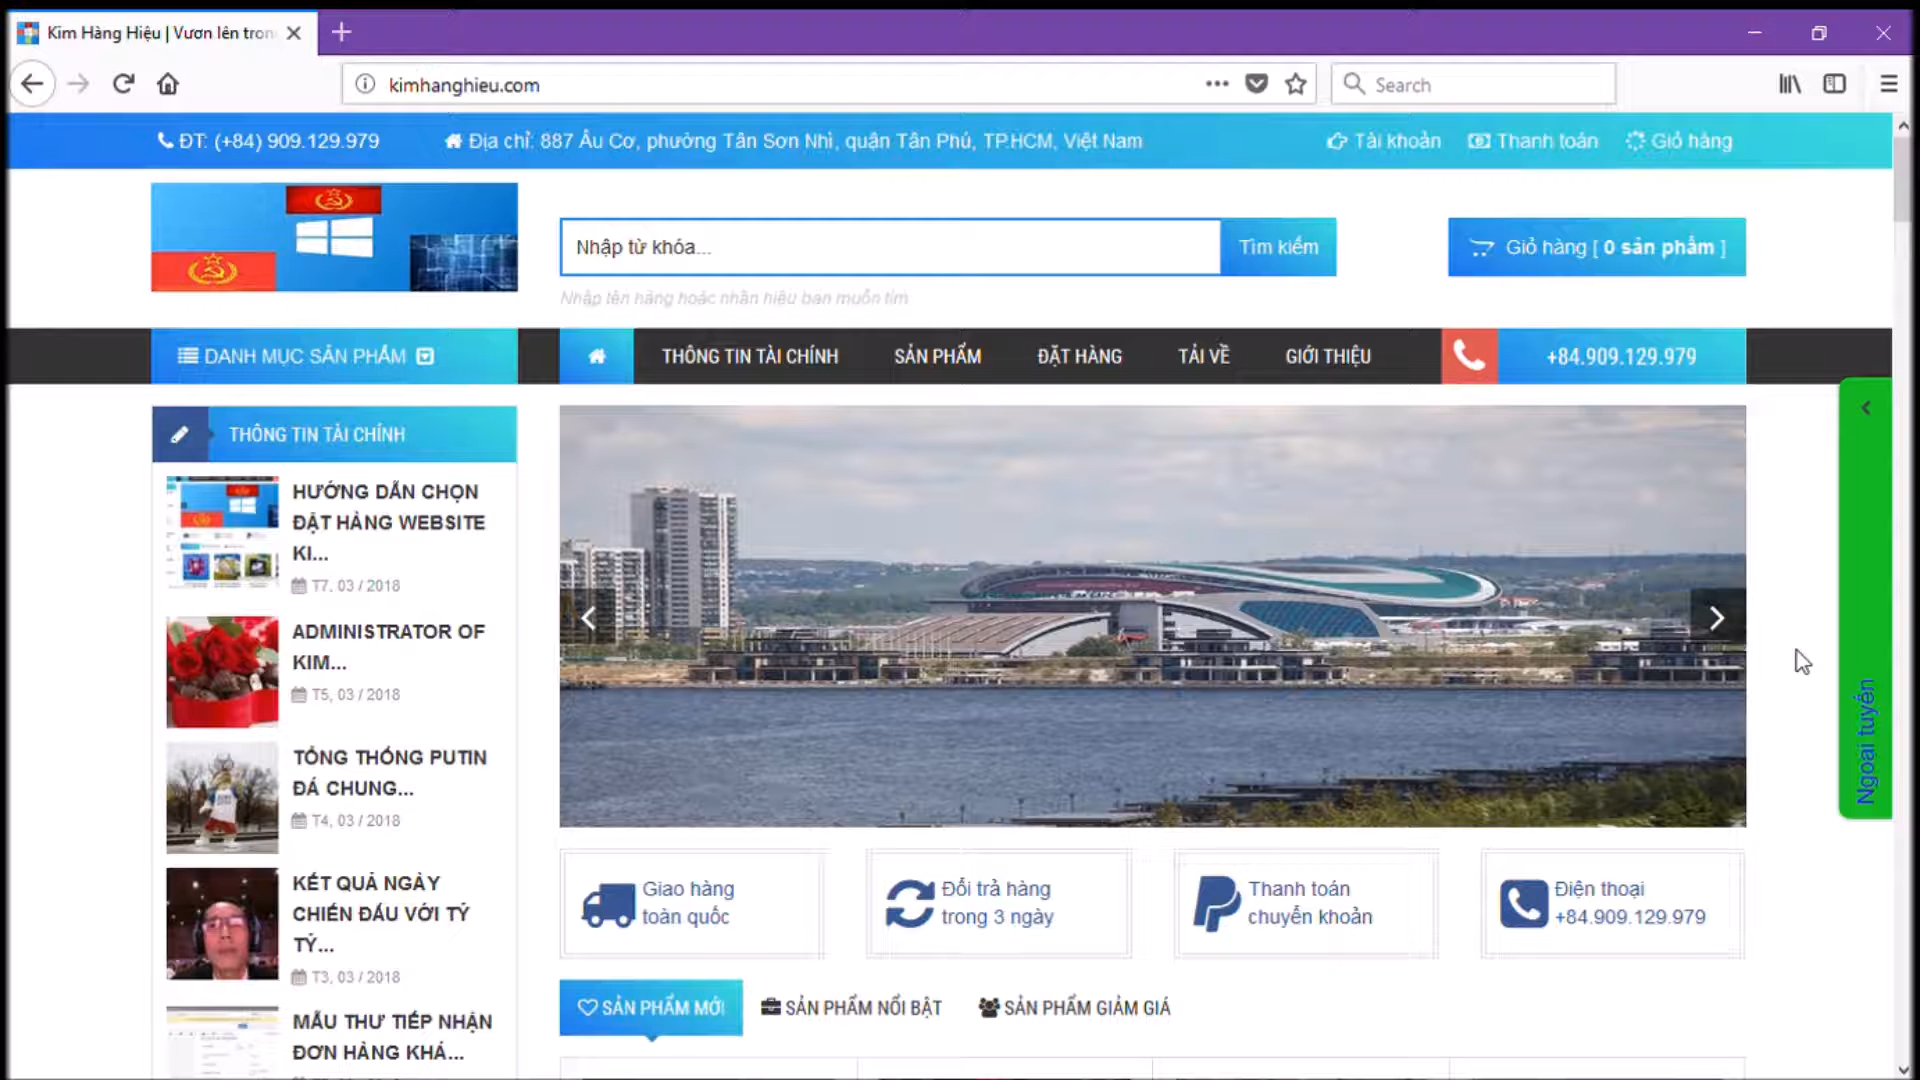 Kim Hàng Hiệu | Vươn lên tron
kimhanghieu.com
Search
ĐT: (+84) 909.129.979
Địa chỉ: 887 Âu Cơ, phường Tân Sơn Nhì, quận Tân Phú, TP.HCM, Việt Nam
Tài khoản
Thanh toán
Giỏ hàng
Nhập từ khóa...
Tìm kiếm
Giỏ hàng [ 0 sản phẩm ]
Nhập tên hàng hoặc nhãn hiệu bạn muốn tìm
DANH MỤC SẢN PHẨM
THÔNG TIN TÀI CHÍNH
SẢN PHẨM
ĐẶT HÀNG
TẢI VỀ
GIỚI THIỆU
+84.909.129.979
THÔNG TIN TÀI CHÍNH
HƯỚNG DẪN CHỌN
ĐẶT HÀNG WEBSITE
KI...
T7, 03 / 2018
ADMINISTRATOR OF
KIM...
T5, 03 / 2018
TỔNG THỐNG PUTIN
ĐÁ CHUNG...
T4, 03 / 2018
KẾT QUẢ NGÀY
CHIẾN ĐẤU VỚI TÝ
TỶ...
T3, 03 / 2018
MẪU THƯ TIẾP NHẬN
ĐƠN HÀNG KHÁ...
Ngoại tuyến
Giao hàng
toàn quốc
Đổi trả hàng
trong 3 ngày
Thanh toán
chuyển khoản
Điện thoại
+84.909.129.979
SẢN PHẨM MỚI
SẢN PHẨM NỔI BẬT
SẢN PHẨM GIẢM GIÁ